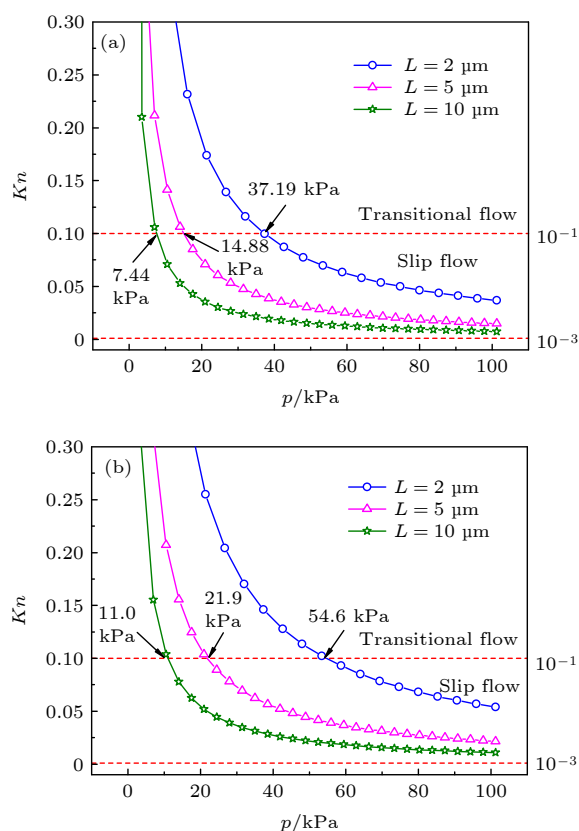 0.30
(a)
L = 2 µm
L = 5 µm
L = 10 µm
0.25
0.20
Kn
0.15
37.19 kPa
Transitional flow
0.10
10⁻¹
14.88
kPa
Slip flow
7.44
kPa
0.05
0
10⁻³
0 20 40 60 80 100
p/kPa
0.30
(b)
L = 2 µm
L = 5 µm
L = 10 µm
0.25
0.20
Kn
0.15
21.9
kPa
11.0
kPa
54.6 kPa
Transitional flow
0.10
10⁻¹
Slip flow
0.05
0
10⁻³
0 20 40 60 80 100
p/kPa